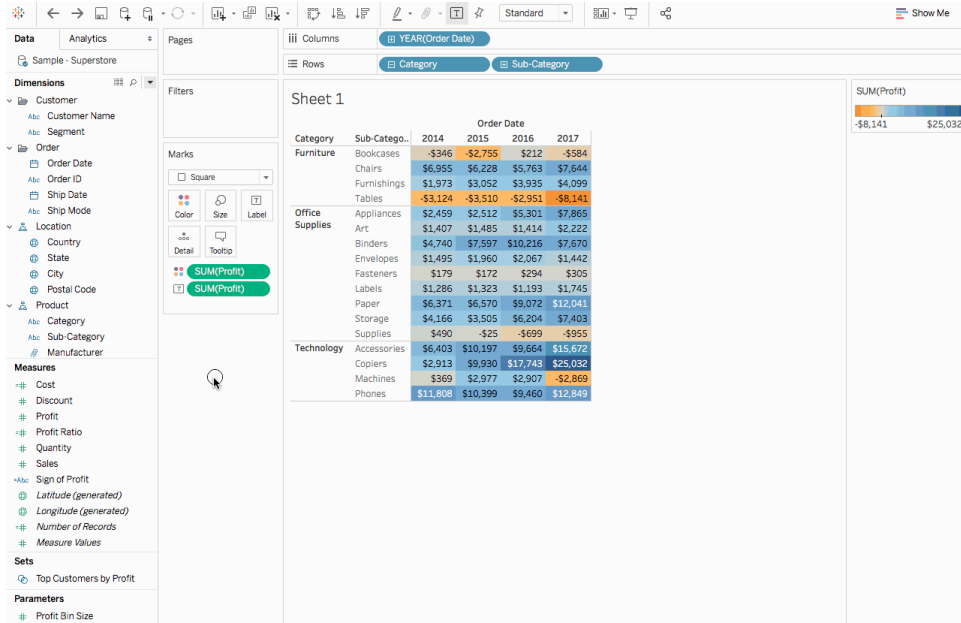 Standard
Show Me
Data
Analytics
Sample - Superstore
Dimensions
Customer
Abc Customer Name
Abc Segment
Order
Order Date
Abc Order ID
Ship Date
Abc Ship Mode
Location
Country
State
City
Postal Code
Product
Abc Category
Abc Sub-Category
Manufacturer
Measures
Cost
Discount
Profit
Profit Ratio
Quantity
Sales
=Abc Sign of Profit
Latitude (generated)
Longitude (generated)
Number of Records
Measure Values
Sets
Top Customers by Profit
Parameters
Profit Bin Size
Pages
Filters
Marks
Square
Color Size Label
Detail Tooltip
SUM(Profit)
SUM(Profit)
Columns YEAR(Order Date)
Rows Category Sub-Category
Sheet 1
Order Date
Category Sub-Catego.. 2014 2015 2016 2017
Furniture Bookcases -$346 -$2,755 $212 -$584
Chairs $6,955 $6,228 $5,763 $7,644
Furnishings $1,973 $3,052 $3,935 $4,099
Tables -$3,124 -$3,510 -$2,951 -$8,141
Office Supplies Appliances $2,459 $2,512 $5,301 $7,865
Art $1,407 $1,485 $1,414 $2,222
Binders $4,740 $7,597 $10,216 $7,670
Envelopes $1,495 $1,960 $2,067 $1,442
Fasteners $179 $172 $294 $305
Labels $1,286 $1,323 $1,193 $1,745
Paper $6,371 $6,570 $9,072 $12,041
Storage $4,166 $3,505 $6,204 $7,403
Supplies $490 -$25 -$699 -$955
Technology Accessories $6,403 $10,197 $9,664 $15,672
Copiers $2,913 $9,930 $17,743 $25,032
Machines $369 $2,977 $2,907 -$2,869
Phones $11,808 $10,399 $9,460 $12,849
SUM(Profit)
-$8,141 $25,032